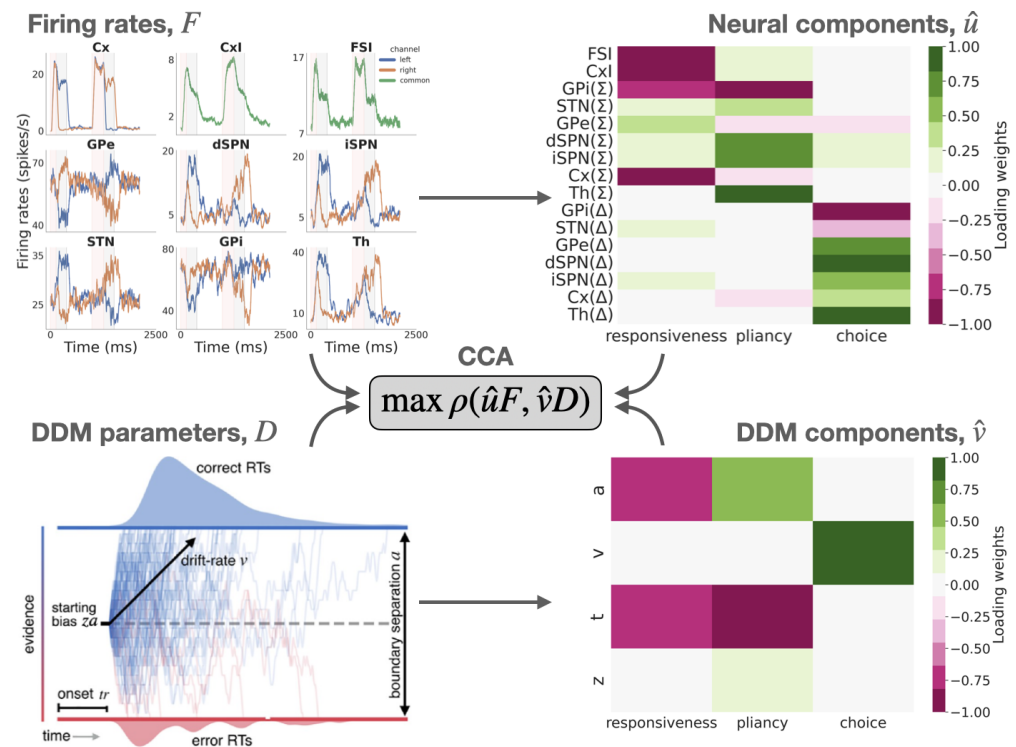 Firing rates, F
Neural components, û
Cx
CxI
FSI
channel
left
right
common
20
0
8
2
17
7
GPe
dSPN
iSPN
70
40
20
5
20
5
STN
GPi
Th
35
25
80
40
40
10
Firing rates (spikes/s)
0 2500
0 2500
0 2500
Time (ms)
Time (ms)
Time (ms)
FSI
CxI
GPi(Σ)
STN(Σ)
GPe(Σ)
dSPN(Σ)
iSPN(Σ)
Cx(Σ)
Th(Σ)
GPi(Δ)
STN(Δ)
GPe(Δ)
dSPN(Δ)
iSPN(Δ)
Cx(Δ)
Th(Δ)
responsiveness pliancy choice
1.00
0.75
0.50
0.25
0.00
−0.25
−0.50
−0.75
−1.00
Loading weights
CCA
max ρ(ûF, v̂D)
DDM parameters, D
DDM components, v̂
correct RTs
drift-rate v
starting
bias za
boundary separation a
evidence
onset tr
time
error RTs
a
v
t
z
responsiveness pliancy choice
1.00
0.75
0.50
0.25
0.00
−0.25
−0.50
−0.75
−1.00
Loading weights